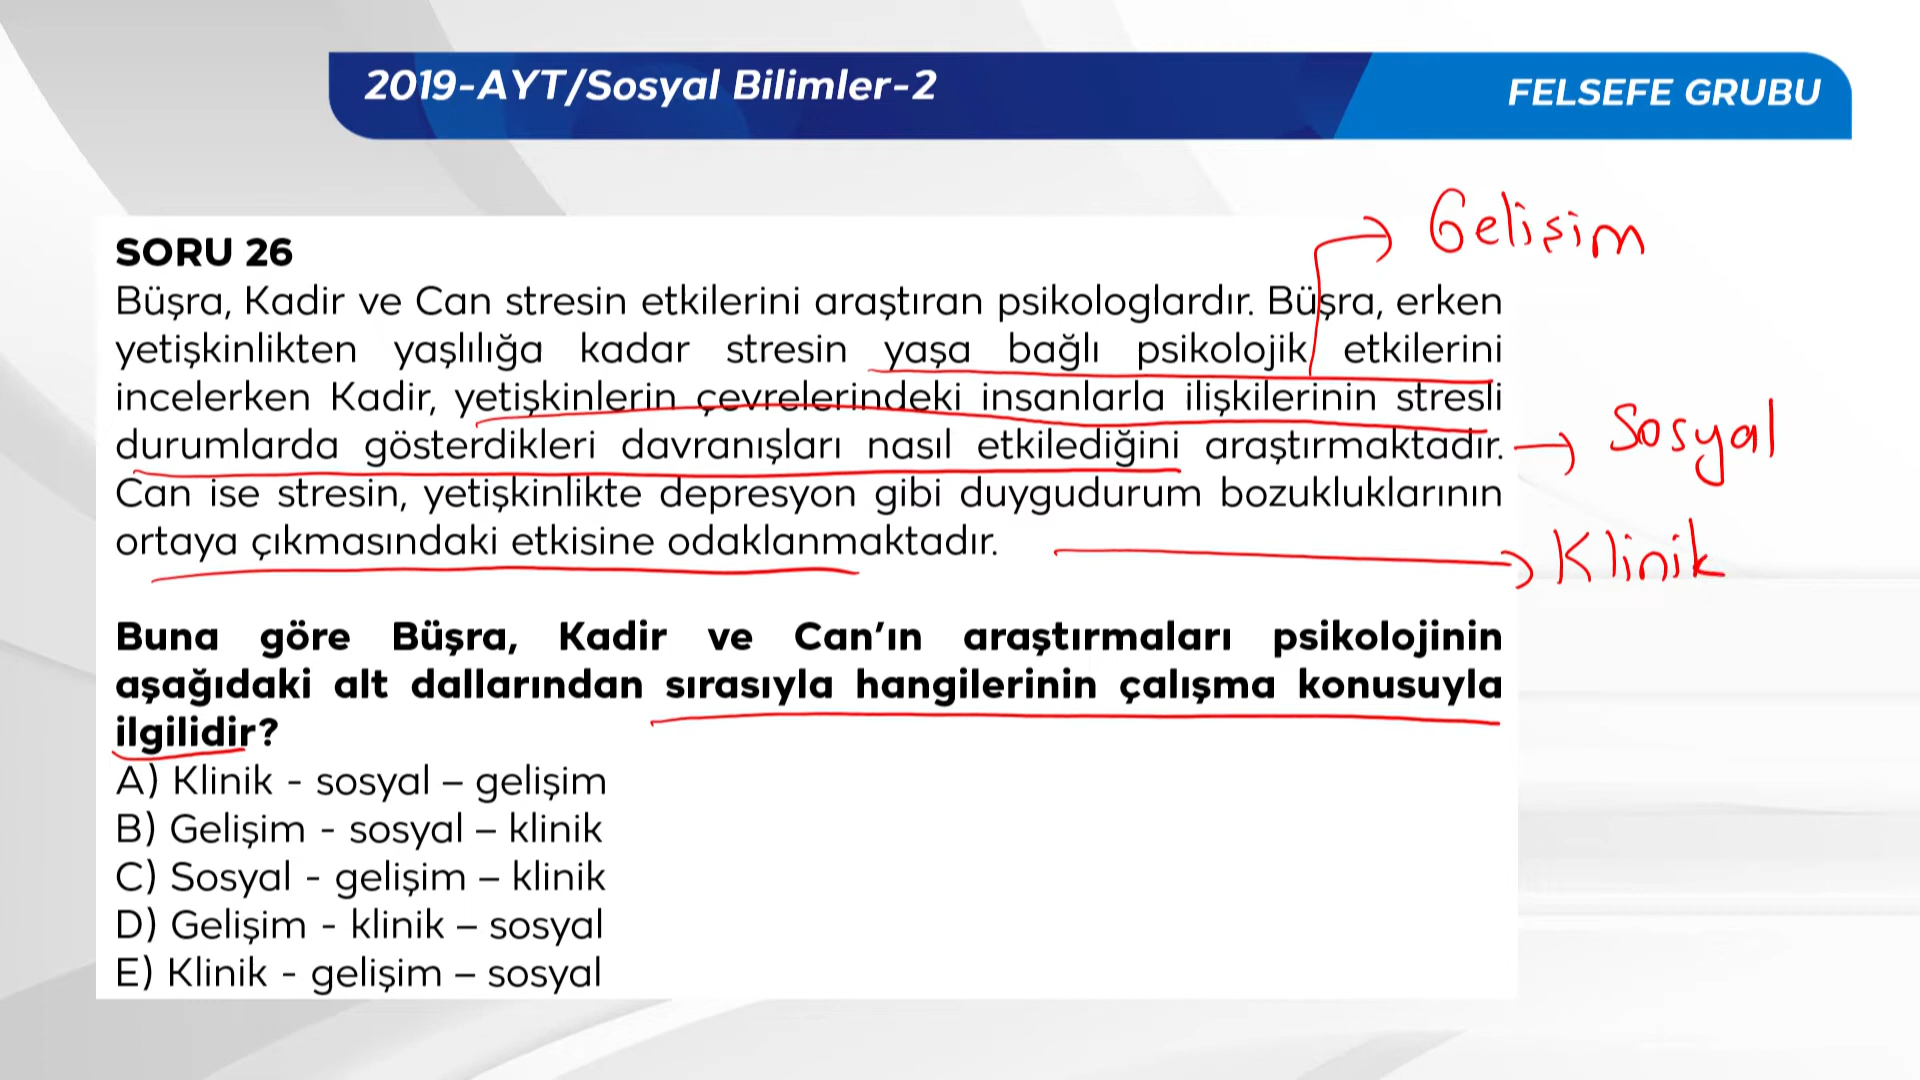 2019-AYT/Sosyal Bilimler-2
FELSEFE GRUBU
Gelişim
SORU 26
Büşra, Kadir ve Can stresin etkilerini araştıran psikologlardır. Büşra, erken
yetişkinlikten yaşlılığa kadar stresin yaşa bağlı psikolojik etkilerini
incelerken Kadir, yetişkinlerin çevrelerindeki insanlarla ilişkilerinin stresli
durumlarda gösterdikleri davranışları nasıl etkilediğini araştırmaktadır.
Sosyal
Can ise stresin, yetişkinlikte depresyon gibi duygudurum bozukluklarının
ortaya çıkmasındaki etkisine odaklanmaktadır.
Klinik
Buna göre Büşra, Kadir ve Can’ın araştırmaları psikolojinin
aşağıdaki alt dallarından sırasıyla hangilerinin çalışma konusuyla
ilgilidir?
A) Klinik - sosyal – gelişim
B) Gelişim - sosyal – klinik
C) Sosyal - gelişim – klinik
D) Gelişim - klinik – sosyal
E) Klinik - gelişim – sosyal